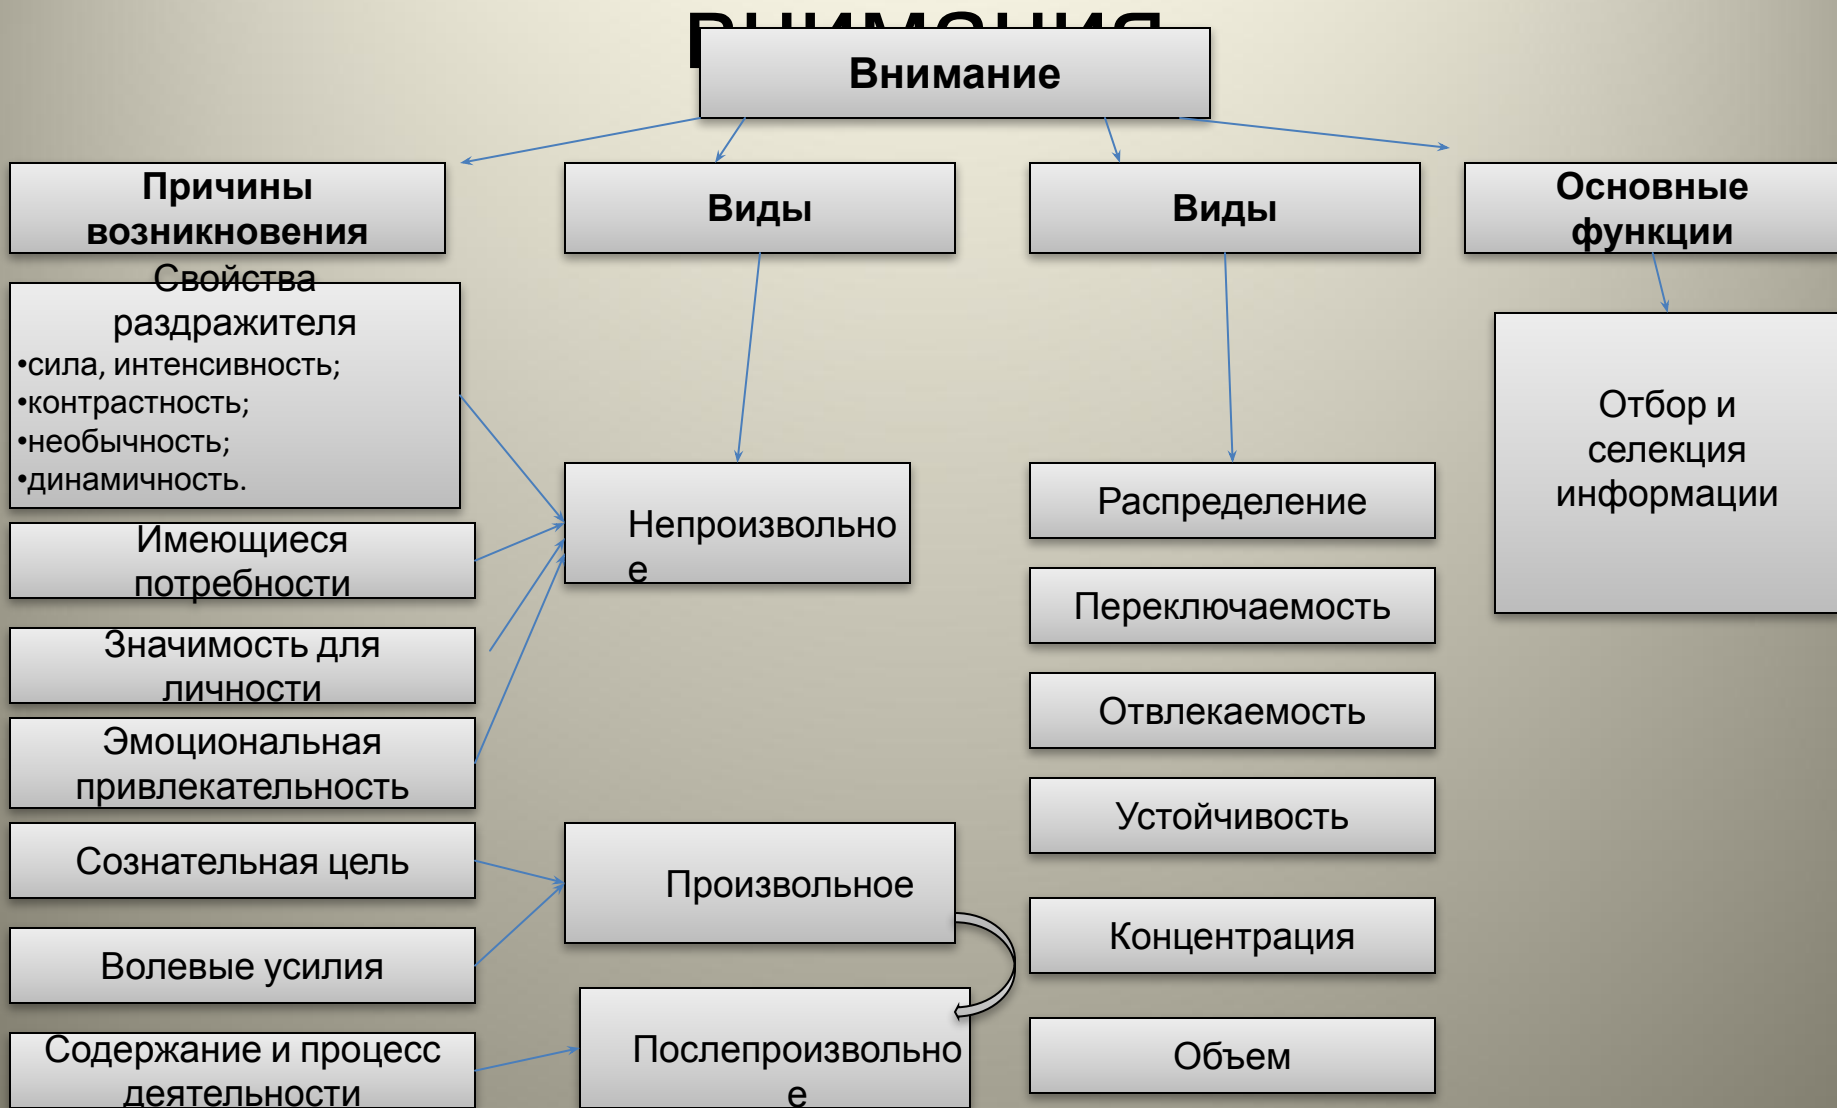 Внимание
Причины
возникновения
Виды
Виды
Основные
функции
Свойства
раздражителя
•сила, интенсивность;
•контрастность;
•необычность;
•динамичность.
Имеющиеся
потребности
Значимость для
личности
Эмоциональная
привлекательность
Сознательная цель
Волевые усилия
Содержание и процесс
деятельности
Непроизвольно
е
Произвольное
Послепроизвольно
е
Распределение
Переключаемость
Отвлекаемость
Устойчивость
Концентрация
Объем
Отбор и
селекция
информации